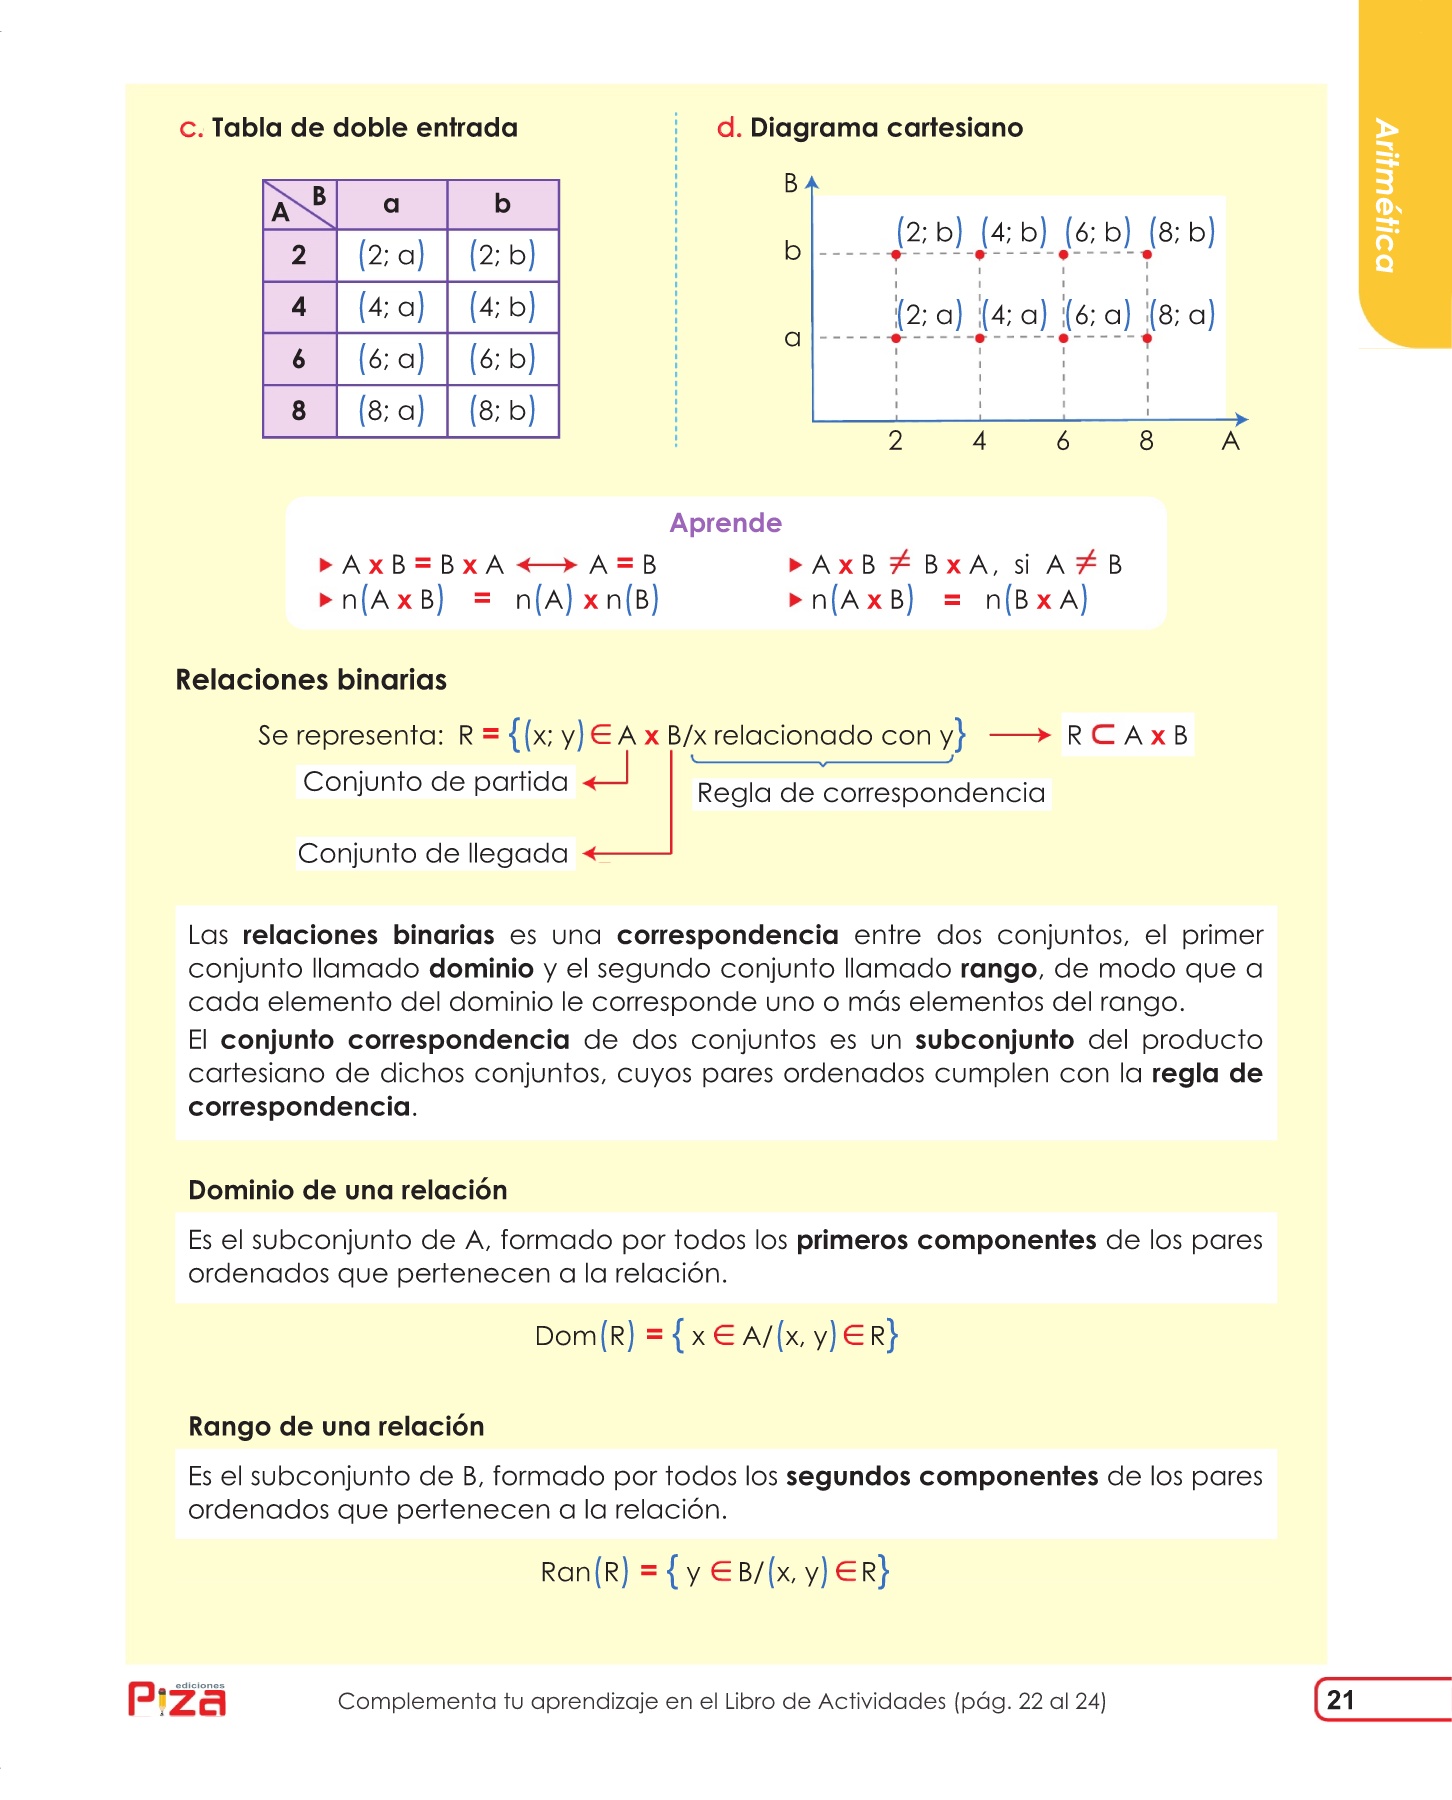 c. Tabla de doble entrada
A B a b
2 (2; a) (2; b)
4 (4; a) (4; b)
6 (6; a) (6; b)
8 (8; a) (8; b)
d. Diagrama cartesiano
B
b (2; b) (4; b) (6; b) (8; b)
a (2; a) (4; a) (6; a) (8; a)
2 4 6 8 A
Aritmética
Aprende
▸ A x B = B x A ⟷ A = B
▸ n(A x B) = n(A) x n(B)
▸ A x B ≠ B x A, si A ≠ B
▸ n(A x B) = n(B x A)
Relaciones binarias
Se representa: R = {(x; y) ∈ A x B/x relacionado con y} ⟶ R ⊂ A x B
Conjunto de partida
Regla de correspondencia
Conjunto de llegada
Las relaciones binarias es una correspondencia entre dos conjuntos, el primer
conjunto llamado dominio y el segundo conjunto llamado rango, de modo que a
cada elemento del dominio le corresponde uno o más elementos del rango.
El conjunto correspondencia de dos conjuntos es un subconjunto del producto
cartesiano de dichos conjuntos, cuyos pares ordenados cumplen con la regla de
correspondencia.
Dominio de una relación
Es el subconjunto de A, formado por todos los primeros componentes de los pares
ordenados que pertenecen a la relación.
Dom(R) = { x ∈ A/(x, y) ∈ R}
Rango de una relación
Es el subconjunto de B, formado por todos los segundos componentes de los pares
ordenados que pertenecen a la relación.
Ran(R) = { y ∈ B/(x, y) ∈ R}
ediciones
Piza
Complementa tu aprendizaje en el Libro de Actividades (pág. 22 al 24)
21